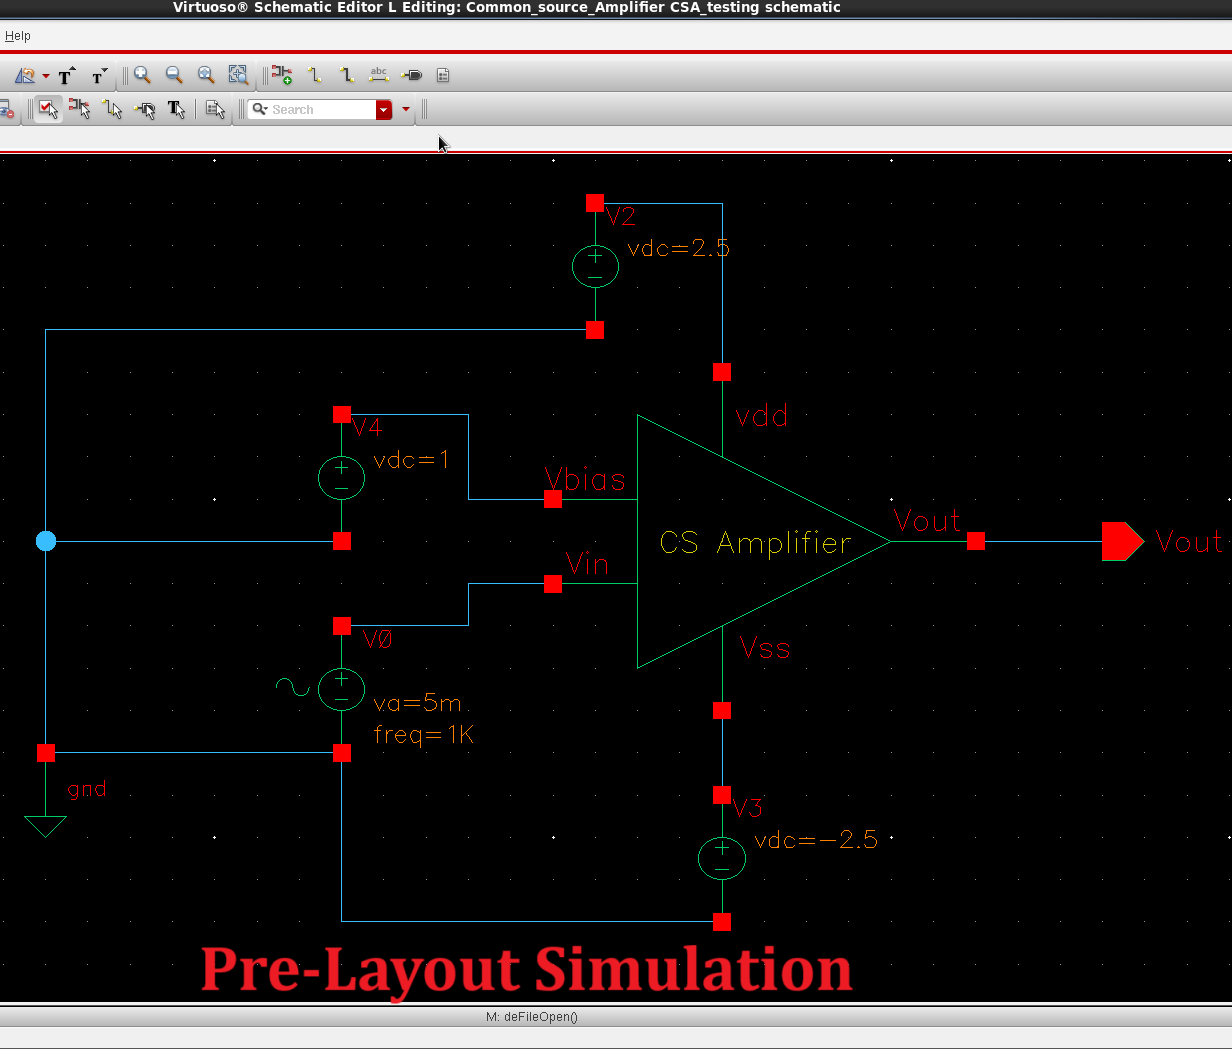 Virtuoso® Schematic Editor L Editing: Common_source_Amplifier CSA_testing schematic
Help
T T abc
T Search
V2
vdc=2.5
vdd
V4
vdc=1
Vbias
Vout
CS Amplifier
Vout
Vin
V0
Vss
va=5m
freq=1K
gnd
V3
vdc=-2.5
Pre-Layout Simulation
M: deFileOpen()